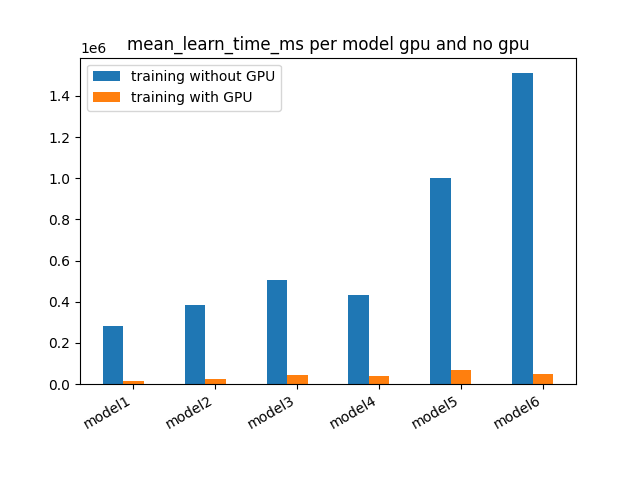 mean_learn_time_ms per model gpu and no gpu
1e6
training without GPU
training with GPU
1.4
1.2
1.0
0.8
0.6
0.4
0.2
0.0
model1
model2
model3
model4
model5
model6